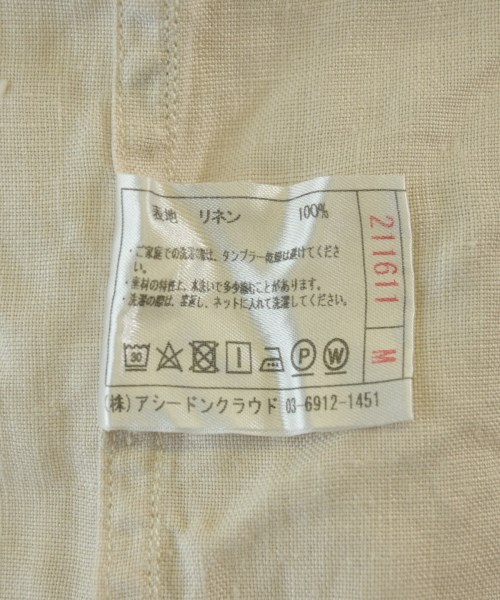 表地 リネン 100%
・ご家庭での洗濯の際は、タンブラー乾燥は避けてくださ
い。
・素材の特性上、水洗いで多少縮むことがあります。
・洗濯の際は、裏返し、ネットに入れて洗濯してください。
30 P W
(株)アシードンクラウド 03-6912-1451
211611 M